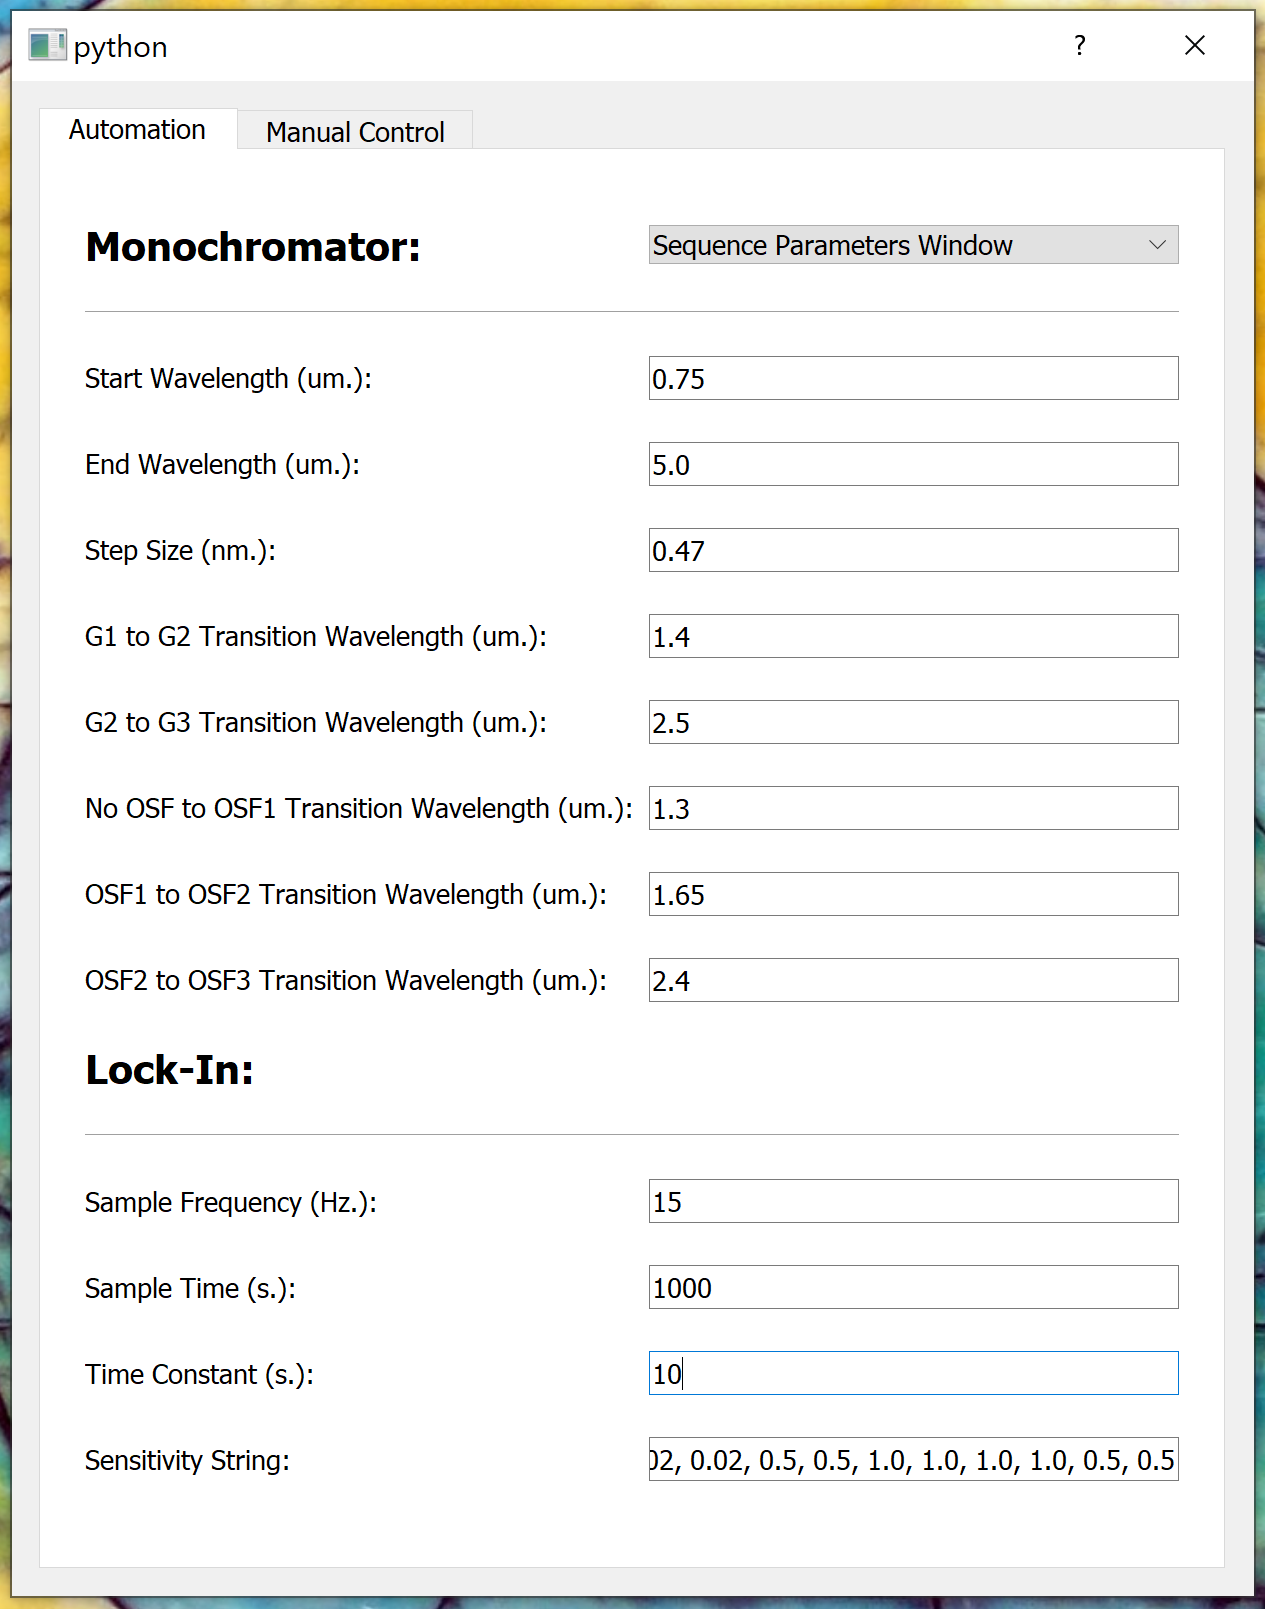 python
?
Automation Manual Control
Monochromator: Sequence Parameters Window
Start Wavelength (um.): 0.75
End Wavelength (um.): 5.0
Step Size (nm.): 0.47
G1 to G2 Transition Wavelength (um.): 1.4
G2 to G3 Transition Wavelength (um.): 2.5
No OSF to OSF1 Transition Wavelength (um.): 1.3
OSF1 to OSF2 Transition Wavelength (um.): 1.65
OSF2 to OSF3 Transition Wavelength (um.): 2.4
Lock-In:
Sample Frequency (Hz.): 15
Sample Time (s.): 1000
Time Constant (s.): 10
Sensitivity String: 02, 0.02, 0.5, 0.5, 1.0, 1.0, 1.0, 1.0, 0.5, 0.5